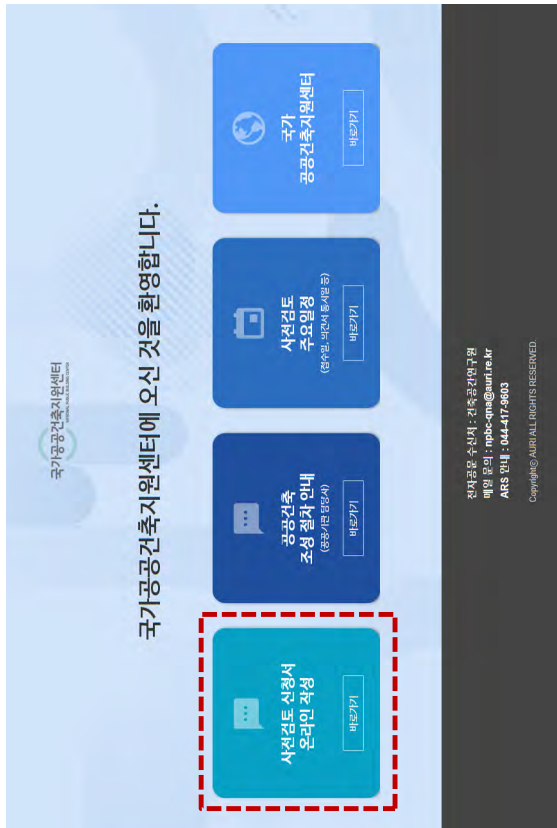 국가공공건축지원센터
국가공공건축지원센터에 오신 것을 환영합니다.
사전검토 신청서
온라인 작성
바로가기
공공건축
조성 절차 안내
(공공기관 담당자)
바로가기
사전검토
주요일정
(접수일, 의견서 통지일 등)
바로가기
국가
공공건축지원센터
바로가기
전자공문 수신처 : 건축공간연구원
메일 문의 : npbc-qna@auri.re.kr
ARS 안내 : 044-417-9603
Copyright© AURI ALL RIGHTS RESERVED.